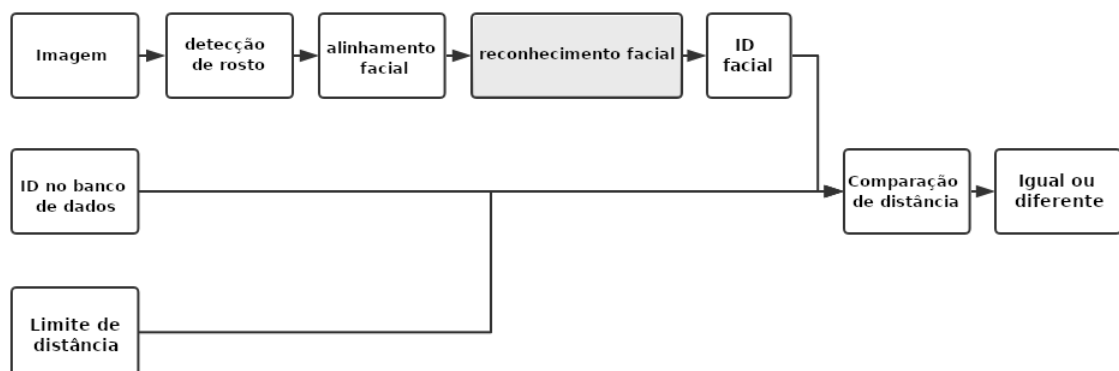 Imagem
detecção
de rosto
alinhamento
facial
reconhecimento facial
ID
facial
ID no banco
de dados
Comparação
de distância
Igual ou
diferente
Limite de
distância